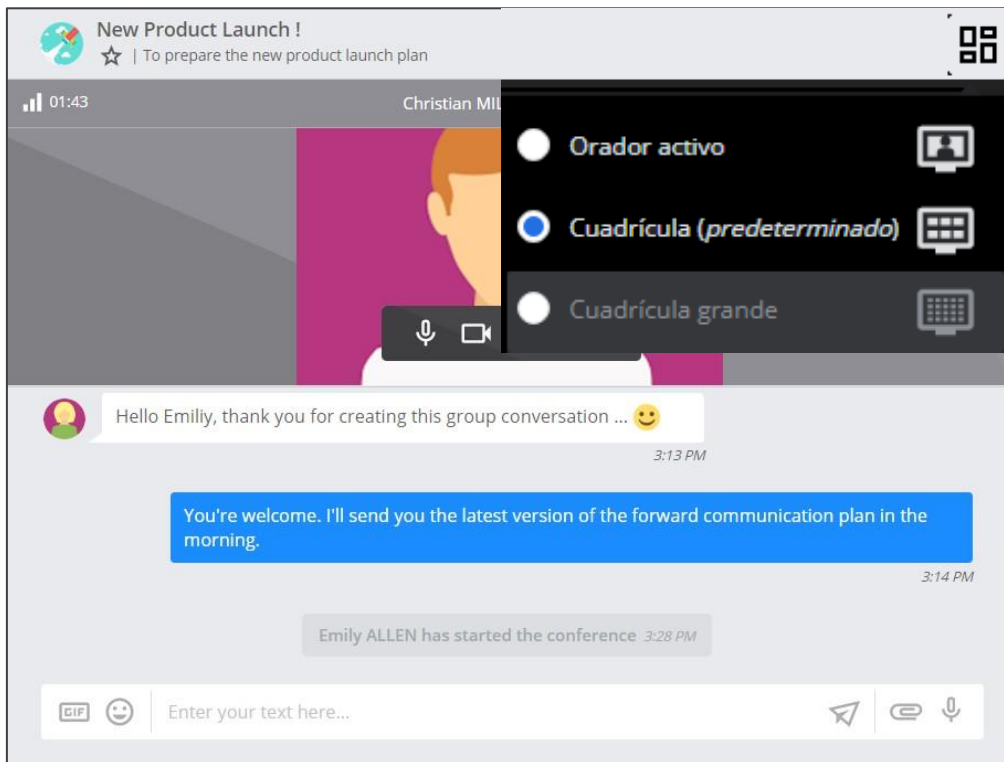 New Product Launch !
| To prepare the new product launch plan
01:43
Christian
Orador activo
Cuadrícula (predeterminado)
Cuadrícula grande
Hello Emiliy, thank you for creating this group conversation ...
3:13 PM
You're welcome. I'll send you the latest version of the forward communication plan in the
morning.
3:14 PM
Emily ALLEN has started the conference 3:28 PM
GIF
Enter your text here...